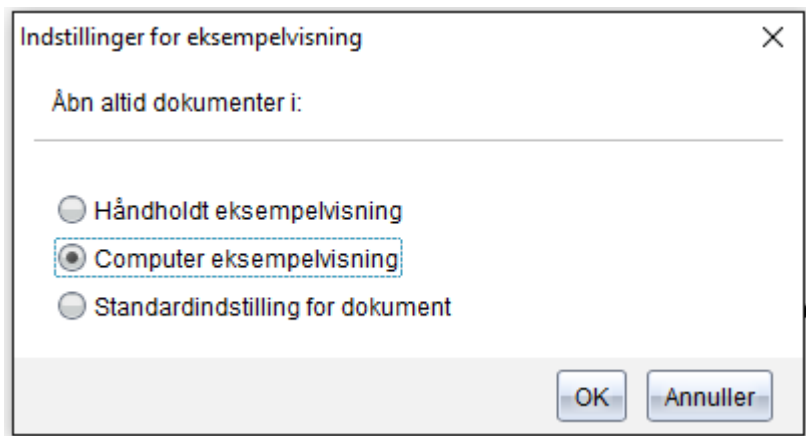 Indstillinger for eksempelvisning
Åbn altid dokumenter i:
Håndholdt eksempelvisning
Computer eksempelvisning
Standardindstilling for dokument
OK Annuller